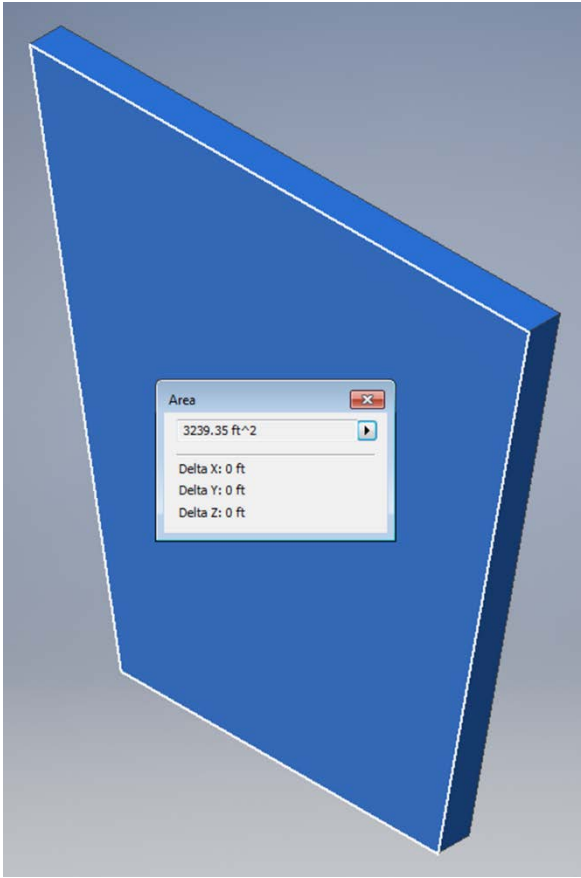 Area
3239.35 ft^2
Delta X: 0 ft
Delta Y: 0 ft
Delta Z: 0 ft